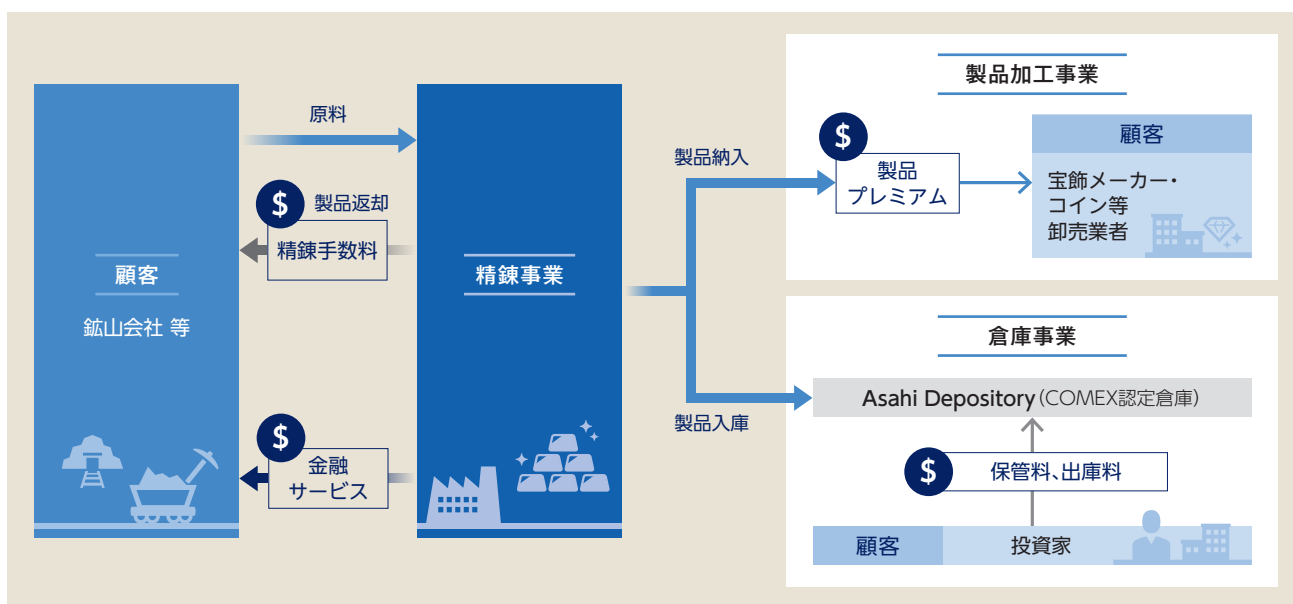 顧客
鉱山会社 等
原料
$
製品返却
精錬手数料
$
金融
サービス
精錬事業
製品納入
製品入庫
製品加工事業
$
製品
プレミアム
顧客
宝飾メーカー・
コイン等
卸売業者
倉庫事業
Asahi Depository(COMEX認定倉庫)
$
保管料、出庫料
顧客
投資家